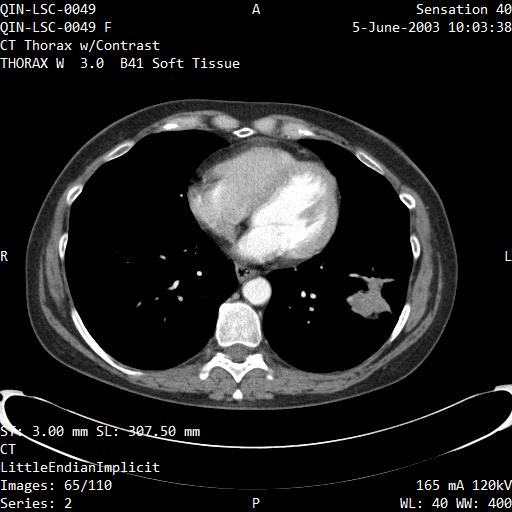 QIN-LSC-0049 A Sensation 40
QIN-LSC-0049 F 5-June-2003 10:03:38
CT Thorax w/Contrast
THORAX W 3.0 B41 Soft Tissue
R L
ST: 3.00 mm SL: 307.50 mm
CT
LittleEndianImplicit
Images: 65/110 165 mA 120kV
Series: 2 P WL: 40 WW: 400